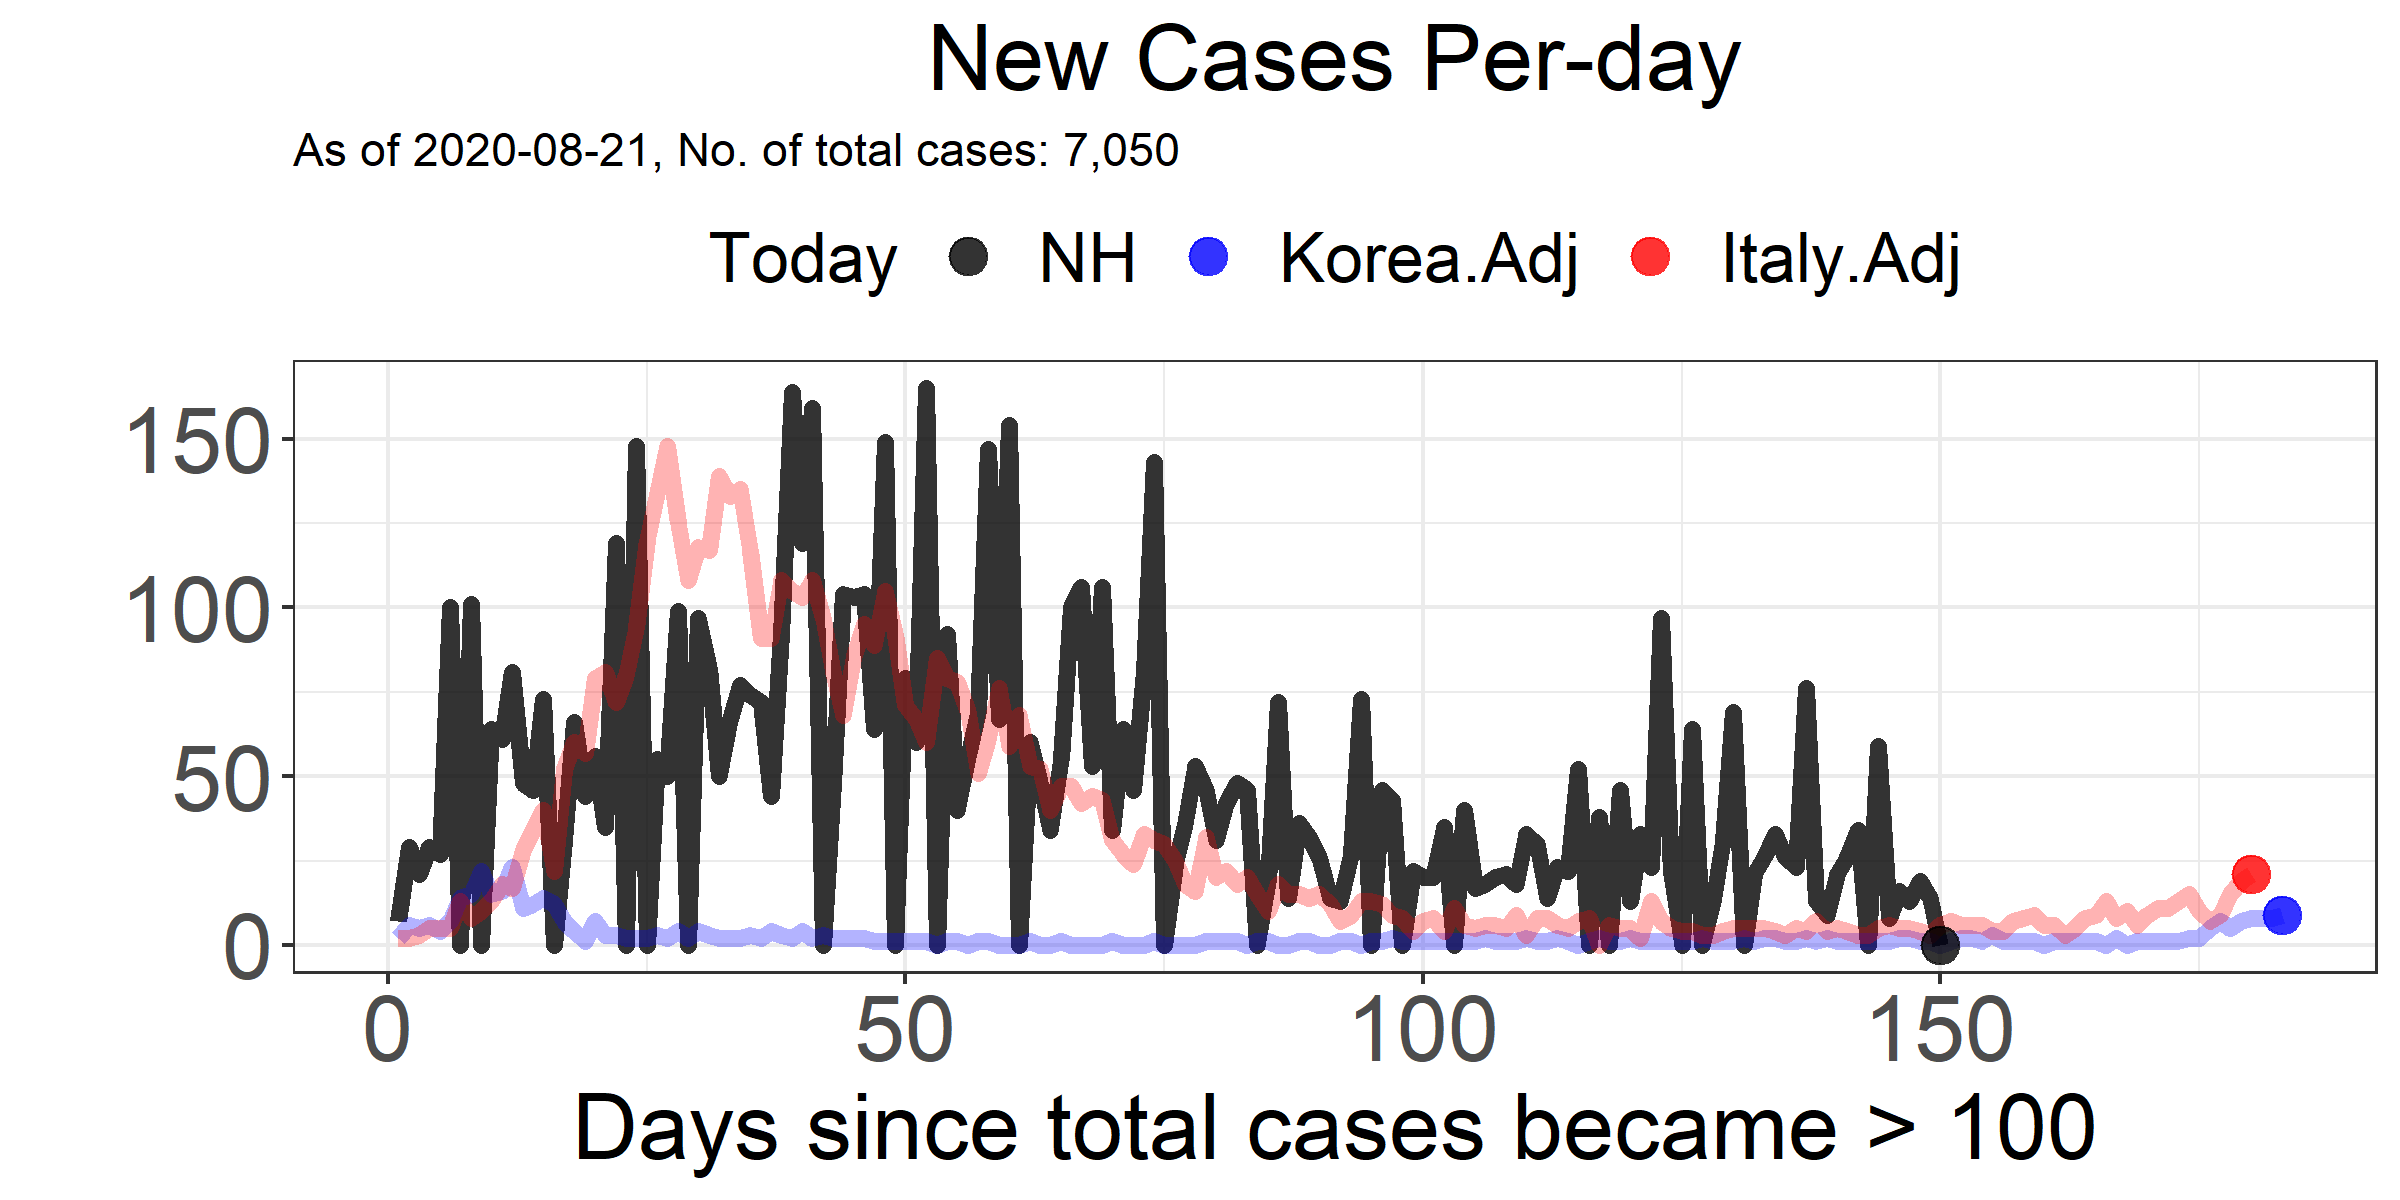 New Cases Per-day
As of 2020-08-21, No. of total cases: 7,050
Today NH Korea.Adj Italy.Adj
150
100
50
0
0 50 100 150
Days since total cases became > 100